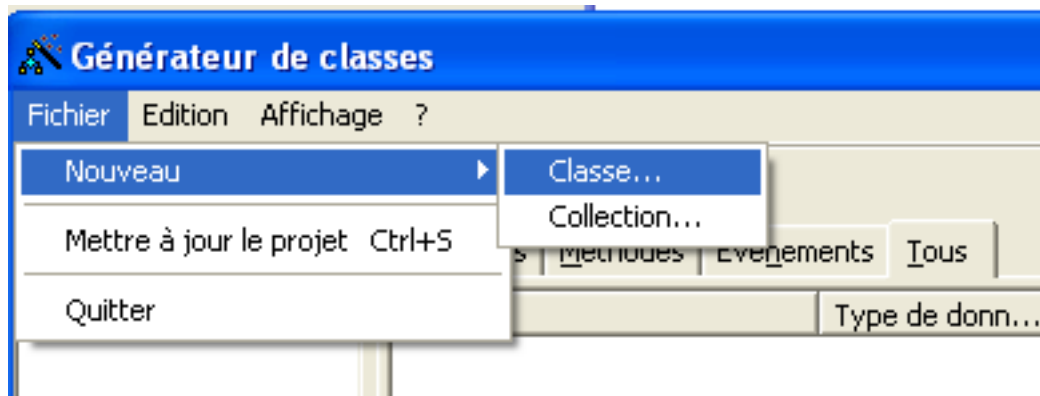 Générateur de classes
Fichier Edition Affichage ?
Nouveau Classe...
Collection...
Mettre à jour le projet Ctrl+S
Méthodes Evénements Tous
Quitter
Type de donn...